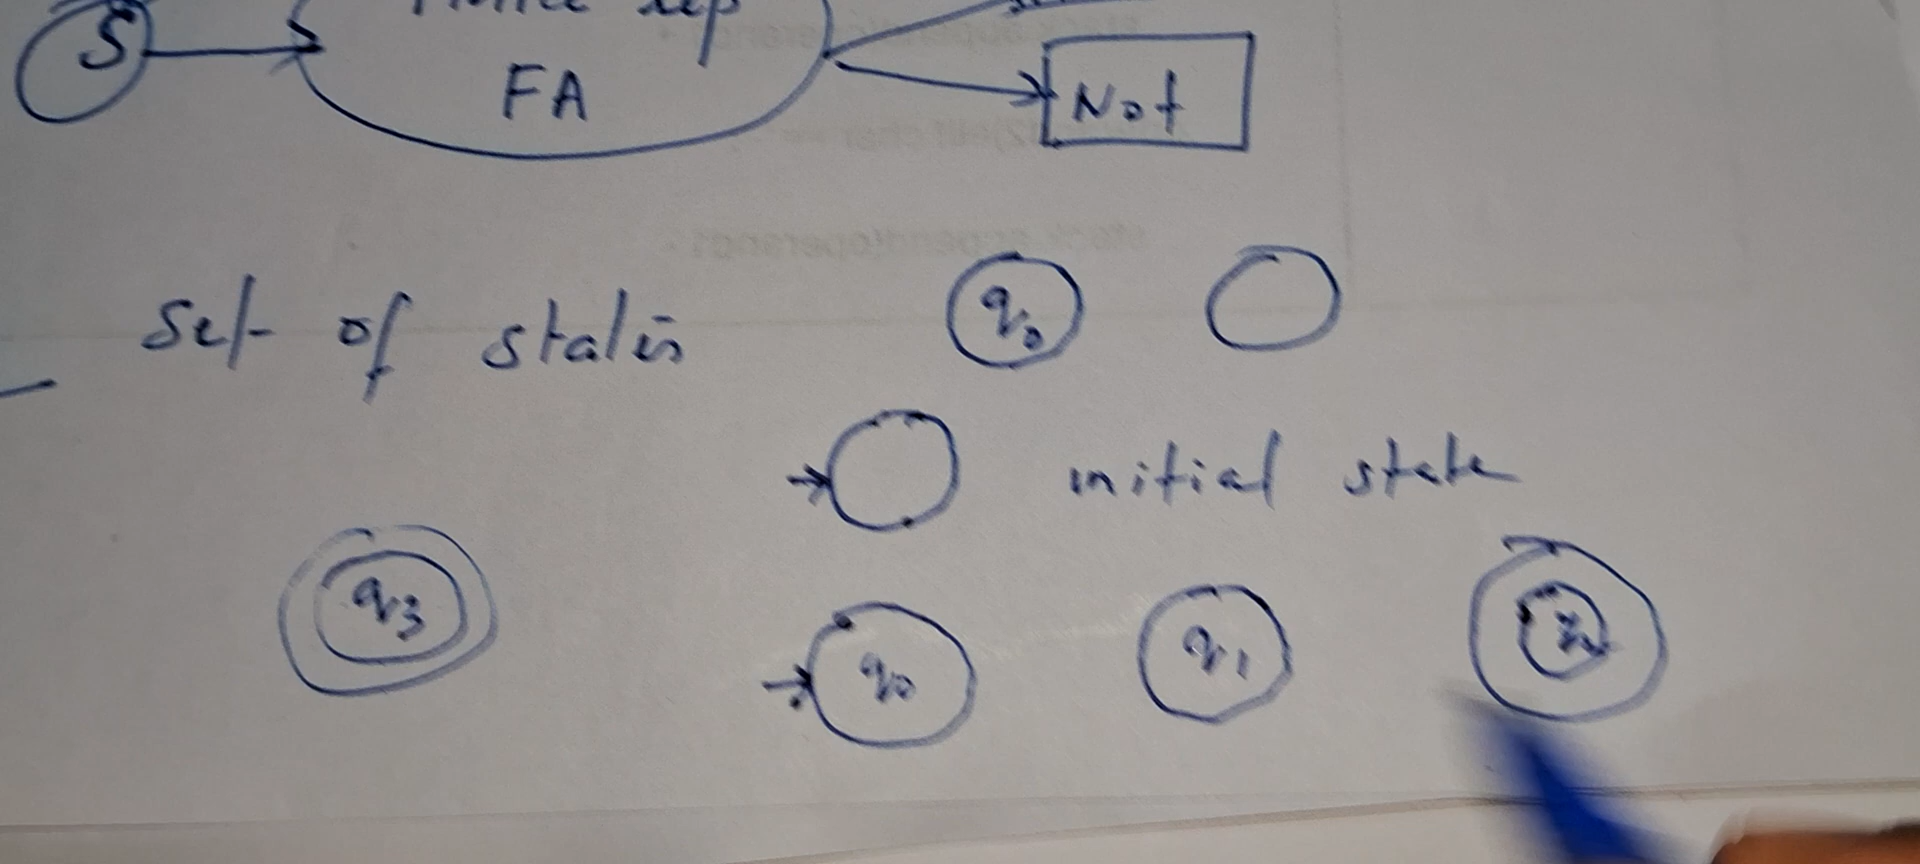 S
FA
Not
Set of states
q0
initial state
q3
q0
q1
q2